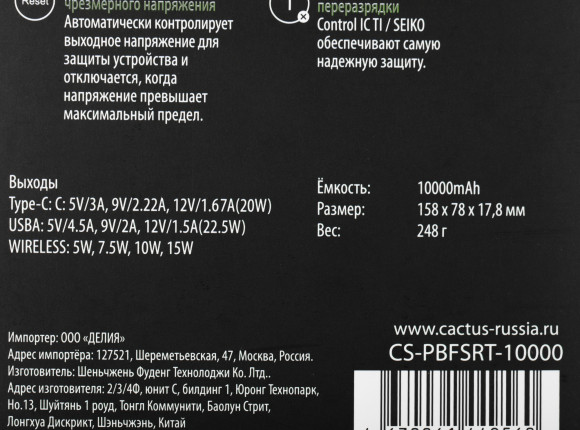 Reset
чрезмерного напряжения
Автоматически контролирует
выходное напряжение для
защиты устройства и
отключается, когда
напряжение превышает
максимальный предел.
переразрядки
Control IC TI / SEIKO
обеспечивают самую
надежную защиту.
Выходы
Type-C: C: 5V/3A, 9V/2.22A, 12V/1.67A(20W)
USBA: 5V/4.5A, 9V/2A, 12V/1.5A(22.5W)
WIRELESS: 5W, 7.5W, 10W, 15W
Ёмкость: 10000mAh
Размер: 158 x 78 x 17,8 мм
Вес: 248 г
Импортер: ООО «ДЕЛИЯ»
Адрес импортёра: 127521, Шереметьевская, 47, Москва, Россия.
Изготовитель: Шеньчжень Фуденг Технолоджи Ко. Лтд..
Адрес изготовителя: 2/3/4Ф, юнит С, билдинг 1, Юронг Технопарк,
Но.13, Шуйтянь 1 роуд, Тонгл Коммунити, Баолун Стрит,
Лонгхуа Дискрикт, Шэньчжэнь, Китай
www.cactus-russia.ru
CS-PBFSRT-10000